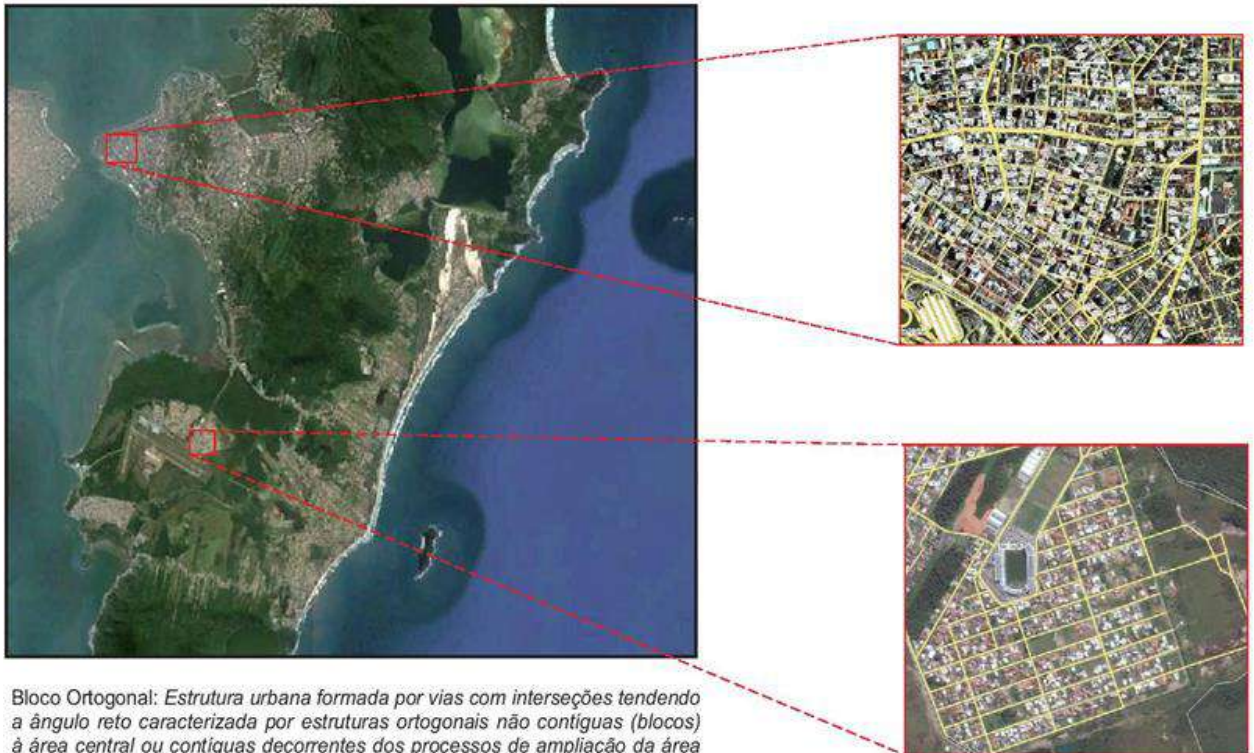 Bloco Ortogonal: Estrutura urbana formada por vias com interseções tendendo
a ângulo reto caracterizada por estruturas ortogonais não contíguas (blocos)
à área central ou contíguas decorrentes dos processos de ampliação da área